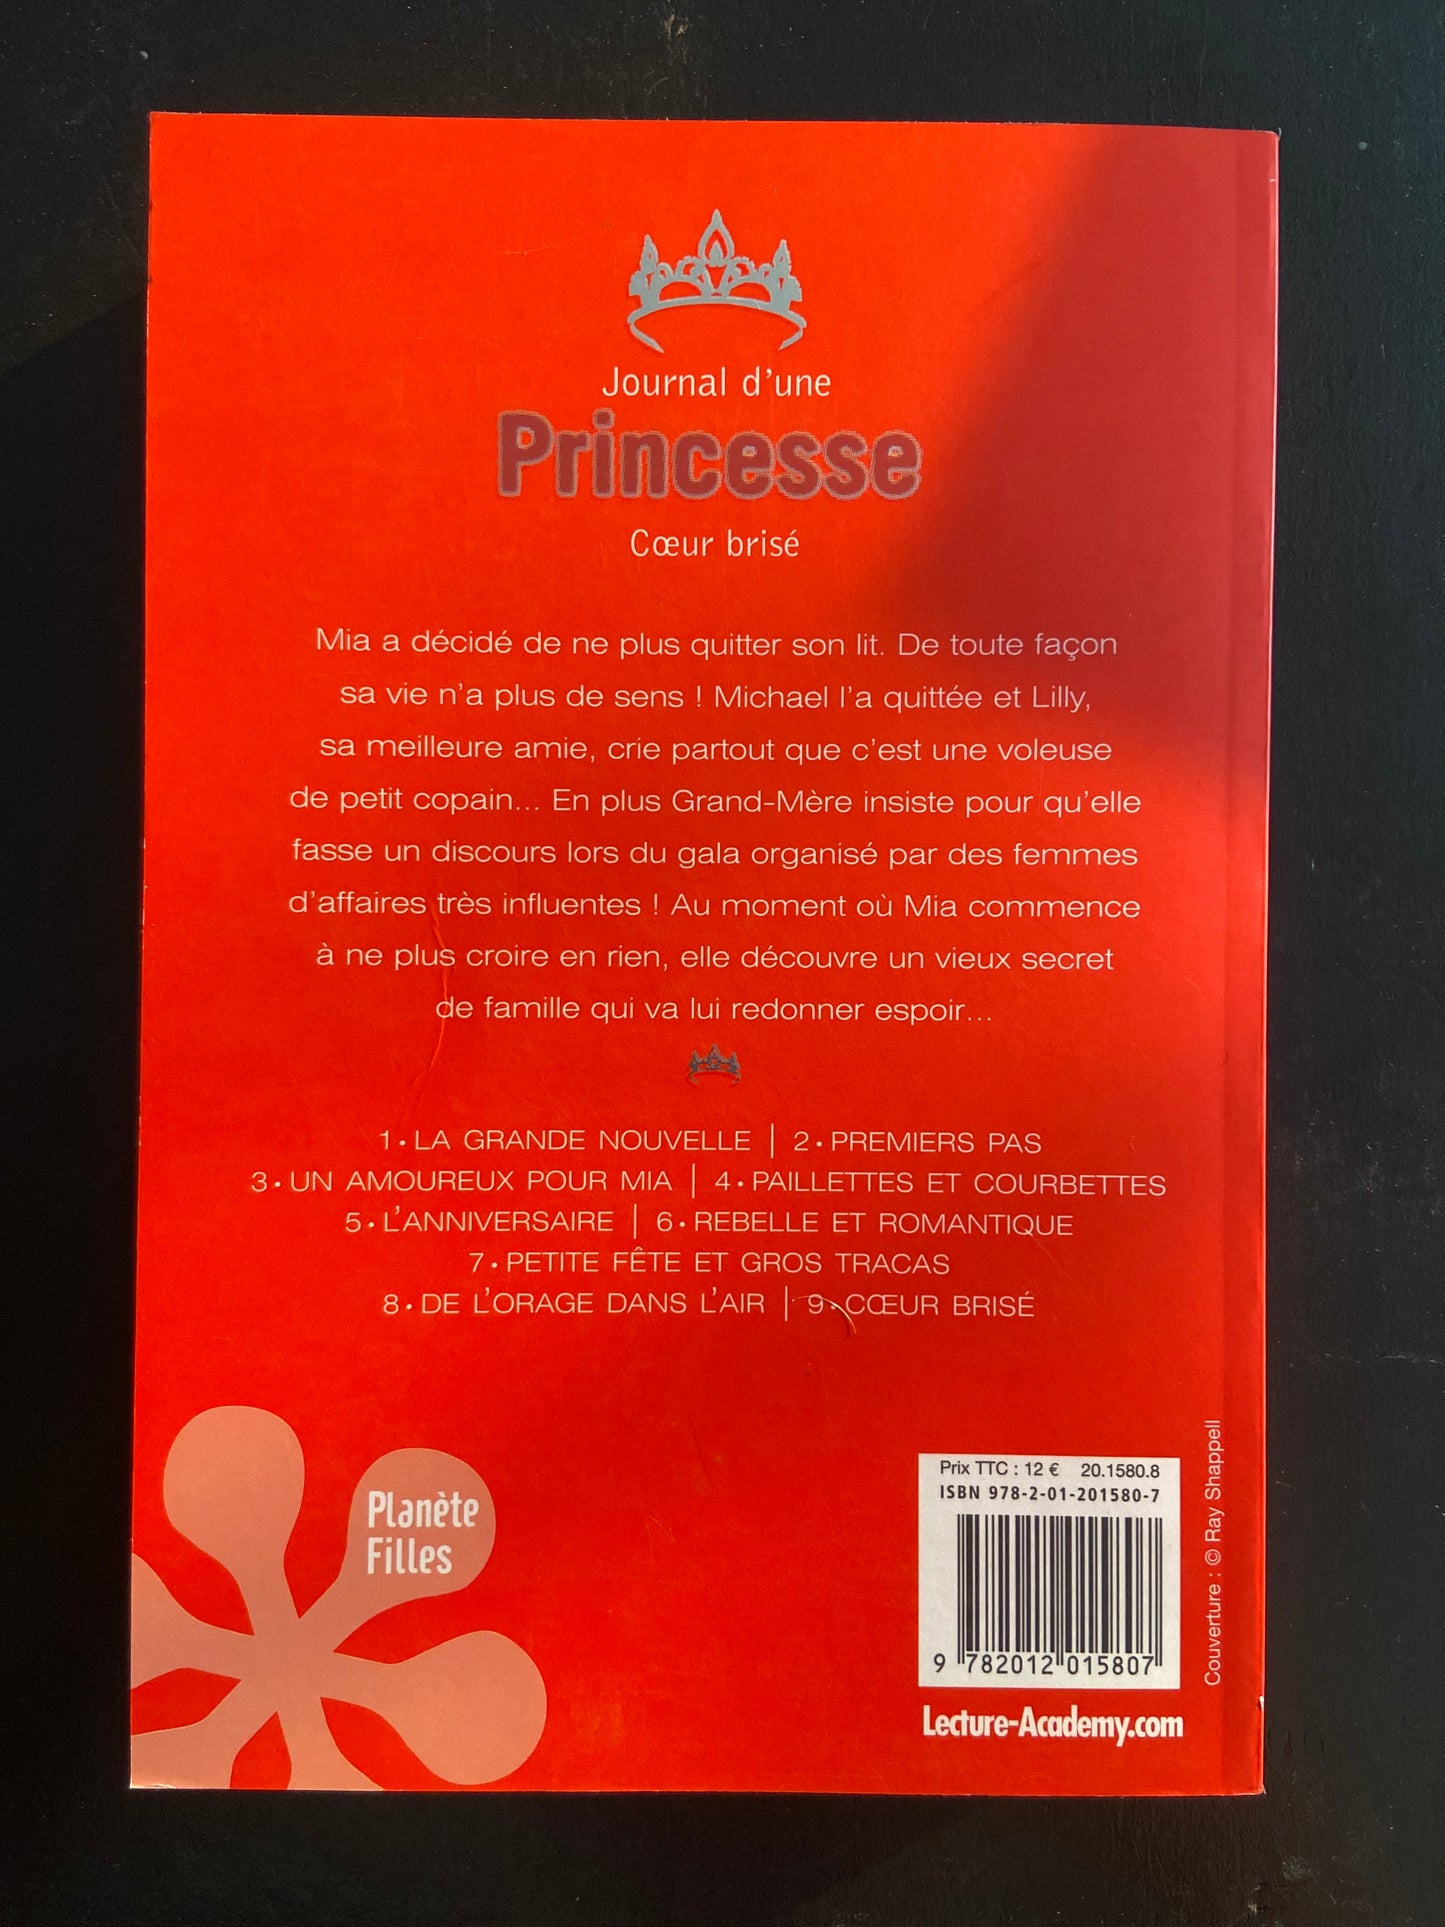 Journal d'une
Princesse
Cœur brisé
Mia a décidé de ne plus quitter son lit. De toute façon
sa vie n'a plus de sens ! Michael l'a quittée et Lilly,
sa meilleure amie, crie partout que c'est une voleuse
de petit copain... En plus Grand-Mère insiste pour qu'elle
fasse un discours lors du gala organisé par des femmes
d'affaires très influentes ! Au moment où Mia commence
à ne plus croire en rien, elle découvre un vieux secret
de famille qui va lui redonner espoir...
1 • LA GRANDE NOUVELLE | 2 • PREMIERS PAS
3 • UN AMOUREUX POUR MIA | 4 • PAILLETTES ET COURBETTES
5 • L'ANNIVERSAIRE | 6 • REBELLE ET ROMANTIQUE
7 • PETITE FÊTE ET GROS TRACAS
8 • DE L'ORAGE DANS L'AIR | 9 • CŒUR BRISÉ
Planète
Filles
Prix TTC : 12 € 20.1580.8
ISBN 978-2-01-201580-7
9 782012 015807
Lecture-Academy.com
Couverture : © Ray Shappell